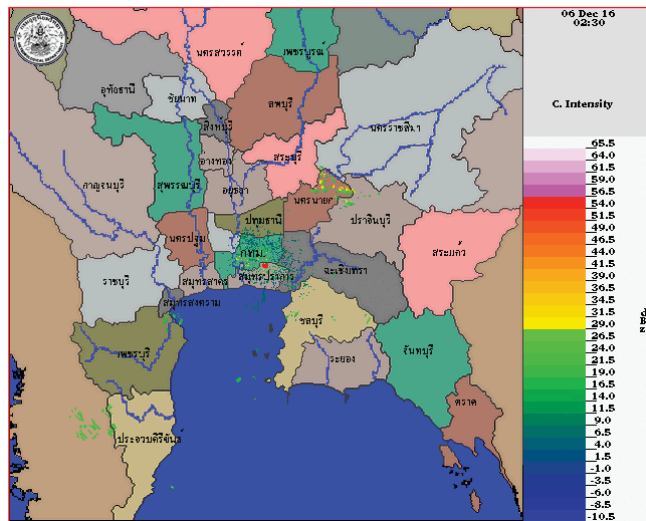 06 Dec 16
02:30
C. Intensity
นครสวรรค์
เพชรบูรณ์
อุทัยธานี
ชัยนาท
ลพบุรี
สิงหบุรี
นครราชสีมา
อ่างทอง
สระบุรี
กาญจนบุรี
สุพรรณบุรี
อยุธยา
นครนายก
ปราจีนบุรี
ปทุมธานี
นครปฐม
กทม.
สระแก้ว
ฉะเชิงเทรา
ราชบุรี
สมุทรสาคร
สมุทรปราการ
สมุทรสงคราม
ชลบุรี
เพชรบุรี
ระยอง
จันทบุรี
ตราด
ประจวบคีรีขันธ์
65.5
64.0
61.5
59.0
56.5
54.0
51.5
49.0
46.5
44.0
41.5
39.0
36.5
34.5
31.5
29.0
26.5
24.0
21.5
19.0
16.5
14.0
11.5
9.0
6.5
4.0
1.5
-1.0
-3.5
-6.0
-8.5
-10.5